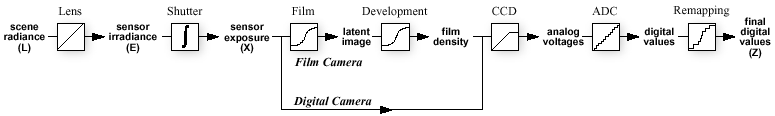 Lens
Shutter
Film
Development
CCD
ADC
Remapping
scene
radiance
(L)
sensor
irradiance
(E)
sensor
exposure
(X)
latent
image
film
density
analog
voltages
digital
values
final
digital
values
(Z)
Film Camera
Digital Camera